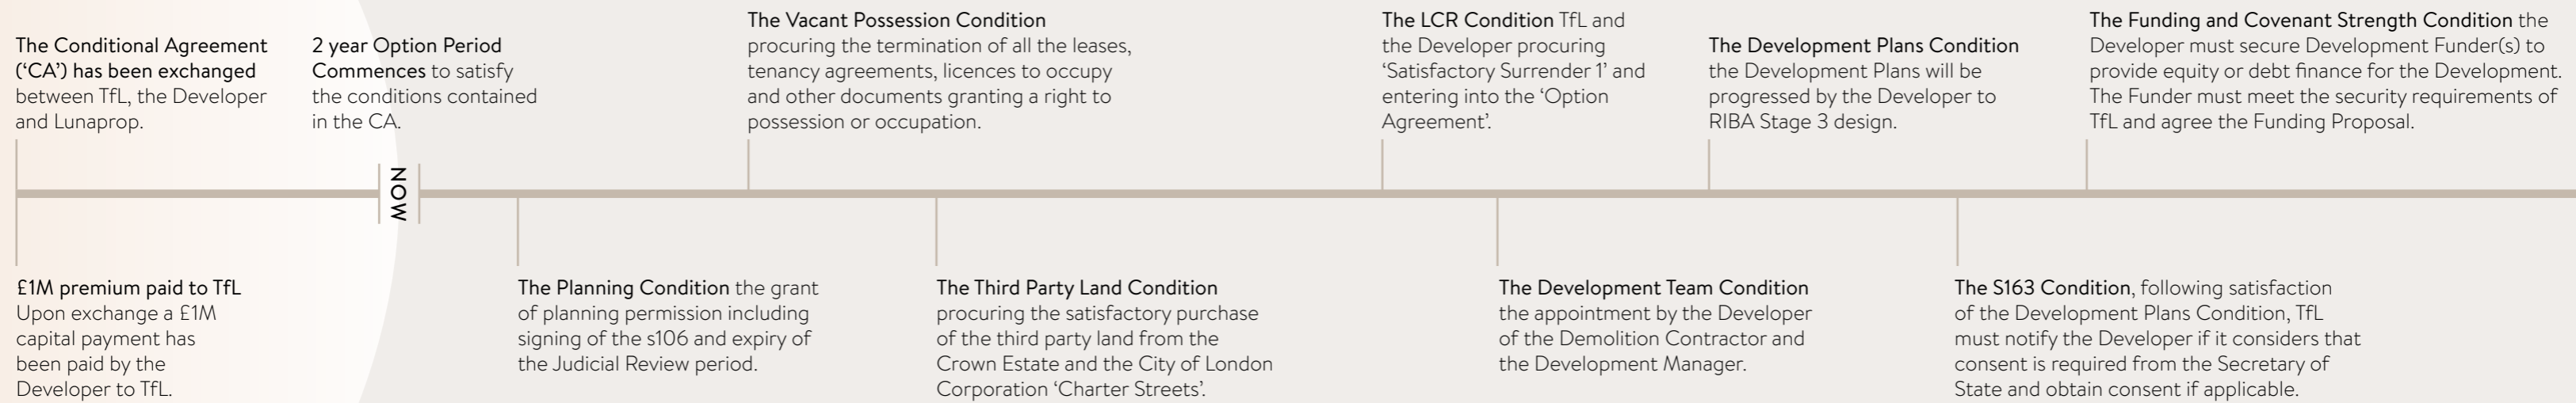 The Conditional Agreement
(‘CA’) has been exchanged
between TfL, the Developer
and Lunaprop.
2 year Option Period
Commences to satisfy
the conditions contained
in the CA.
The Vacant Possession Condition
procuring the termination of all the leases,
tenancy agreements, licences to occupy
and other documents granting a right to
possession or occupation.
The LCR Condition TfL and
the Developer procuring
‘Satisfactory Surrender 1’ and
entering into the ‘Option
Agreement’.
The Development Plans Condition
the Development Plans will be
progressed by the Developer to
RIBA Stage 3 design.
The Funding and Covenant Strength Condition the
Developer must secure Development Funder(s) to
provide equity or debt finance for the Development.
The Funder must meet the security requirements of
TfL and agree the Funding Proposal.
NOW
£1M premium paid to TfL
Upon exchange a £1M
capital payment has
been paid by the
Developer to TfL.
The Planning Condition the grant
of planning permission including
signing of the s106 and expiry of
the Judicial Review period.
The Third Party Land Condition
procuring the satisfactory purchase
of the third party land from the
Crown Estate and the City of London
Corporation ‘Charter Streets’.
The Development Team Condition
the appointment by the Developer
of the Demolition Contractor and
the Development Manager.
The S163 Condition, following satisfaction
of the Development Plans Condition, TfL
must notify the Developer if it considers that
consent is required from the Secretary of
State and obtain consent if applicable.